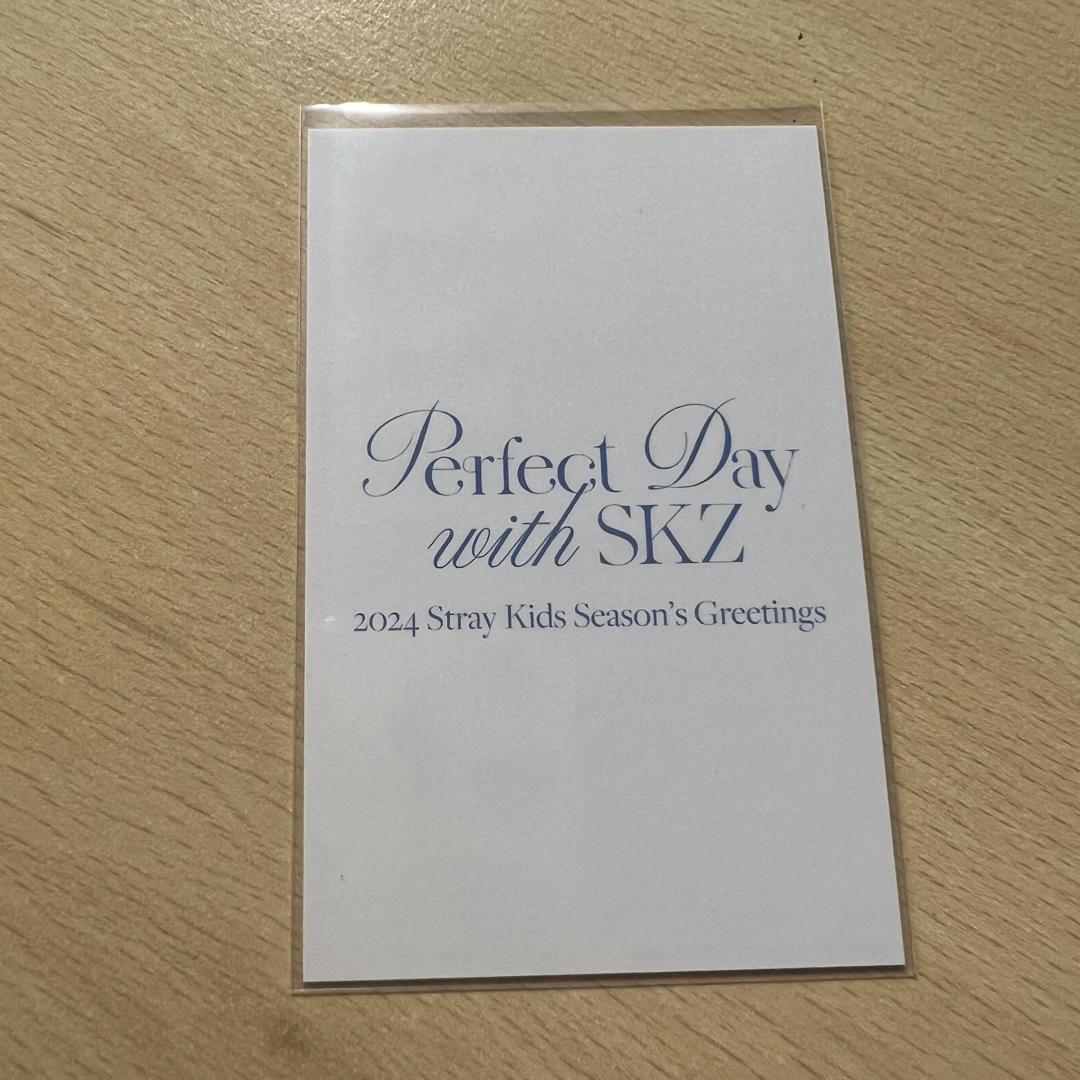 Perfect Day
with SKZ
2024 Stray Kids Season's Greetings